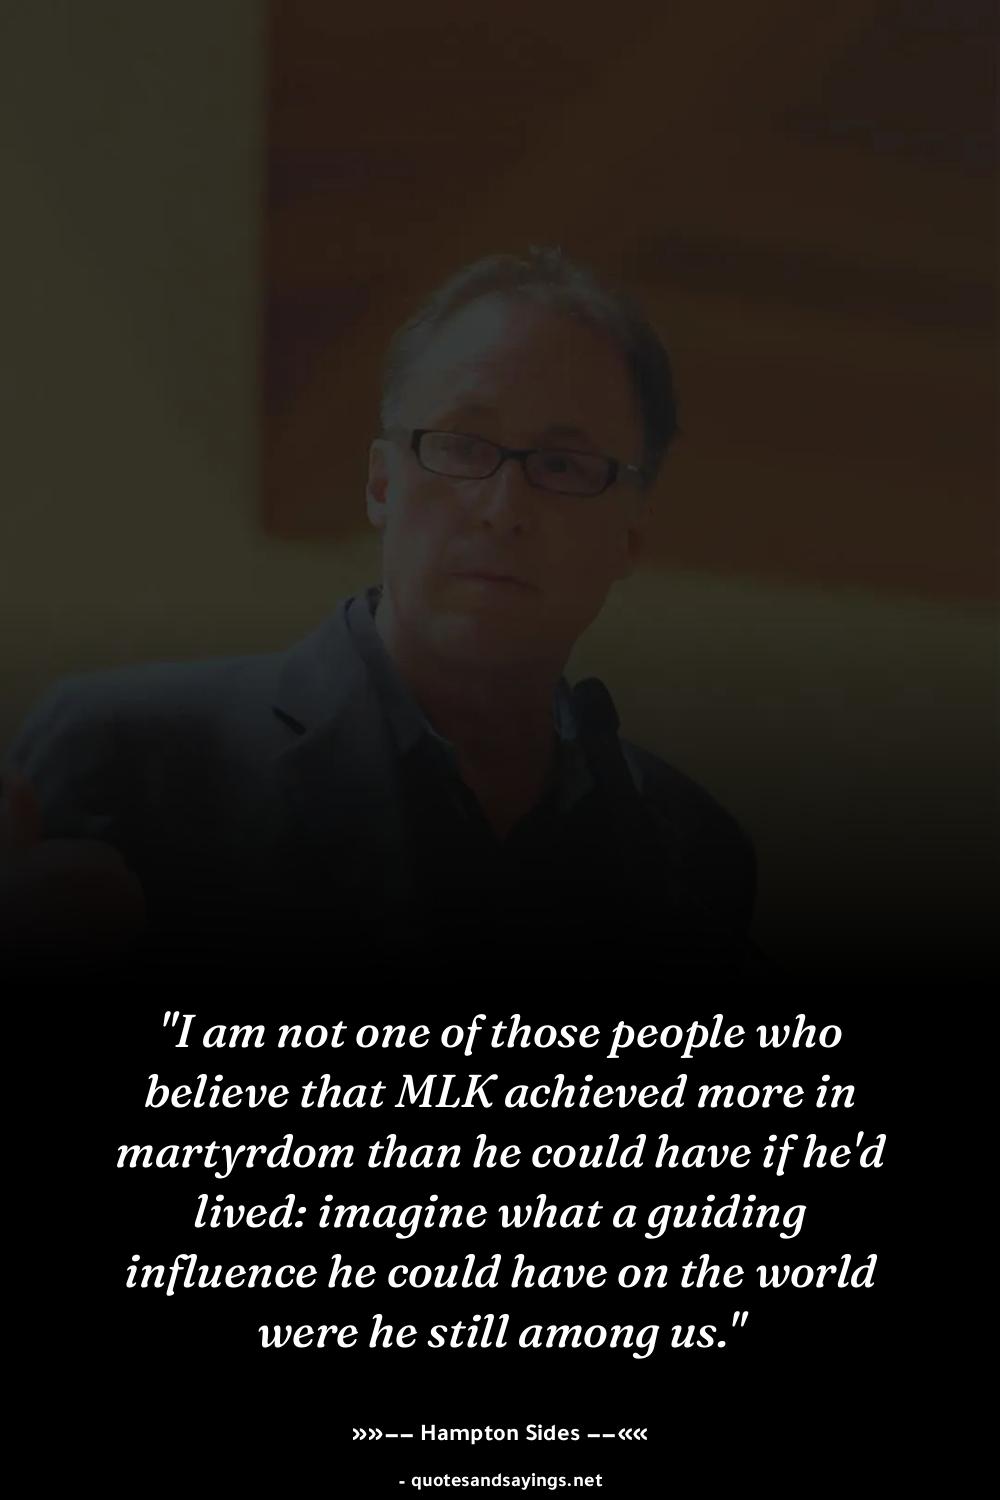 "I am not one of those people who
believe that MLK achieved more in
martyrdom than he could have if he'd
lived: imagine what a guiding
influence he could have on the world
were he still among us."
»»–– Hampton Sides ––««
- quotesandsayings.net